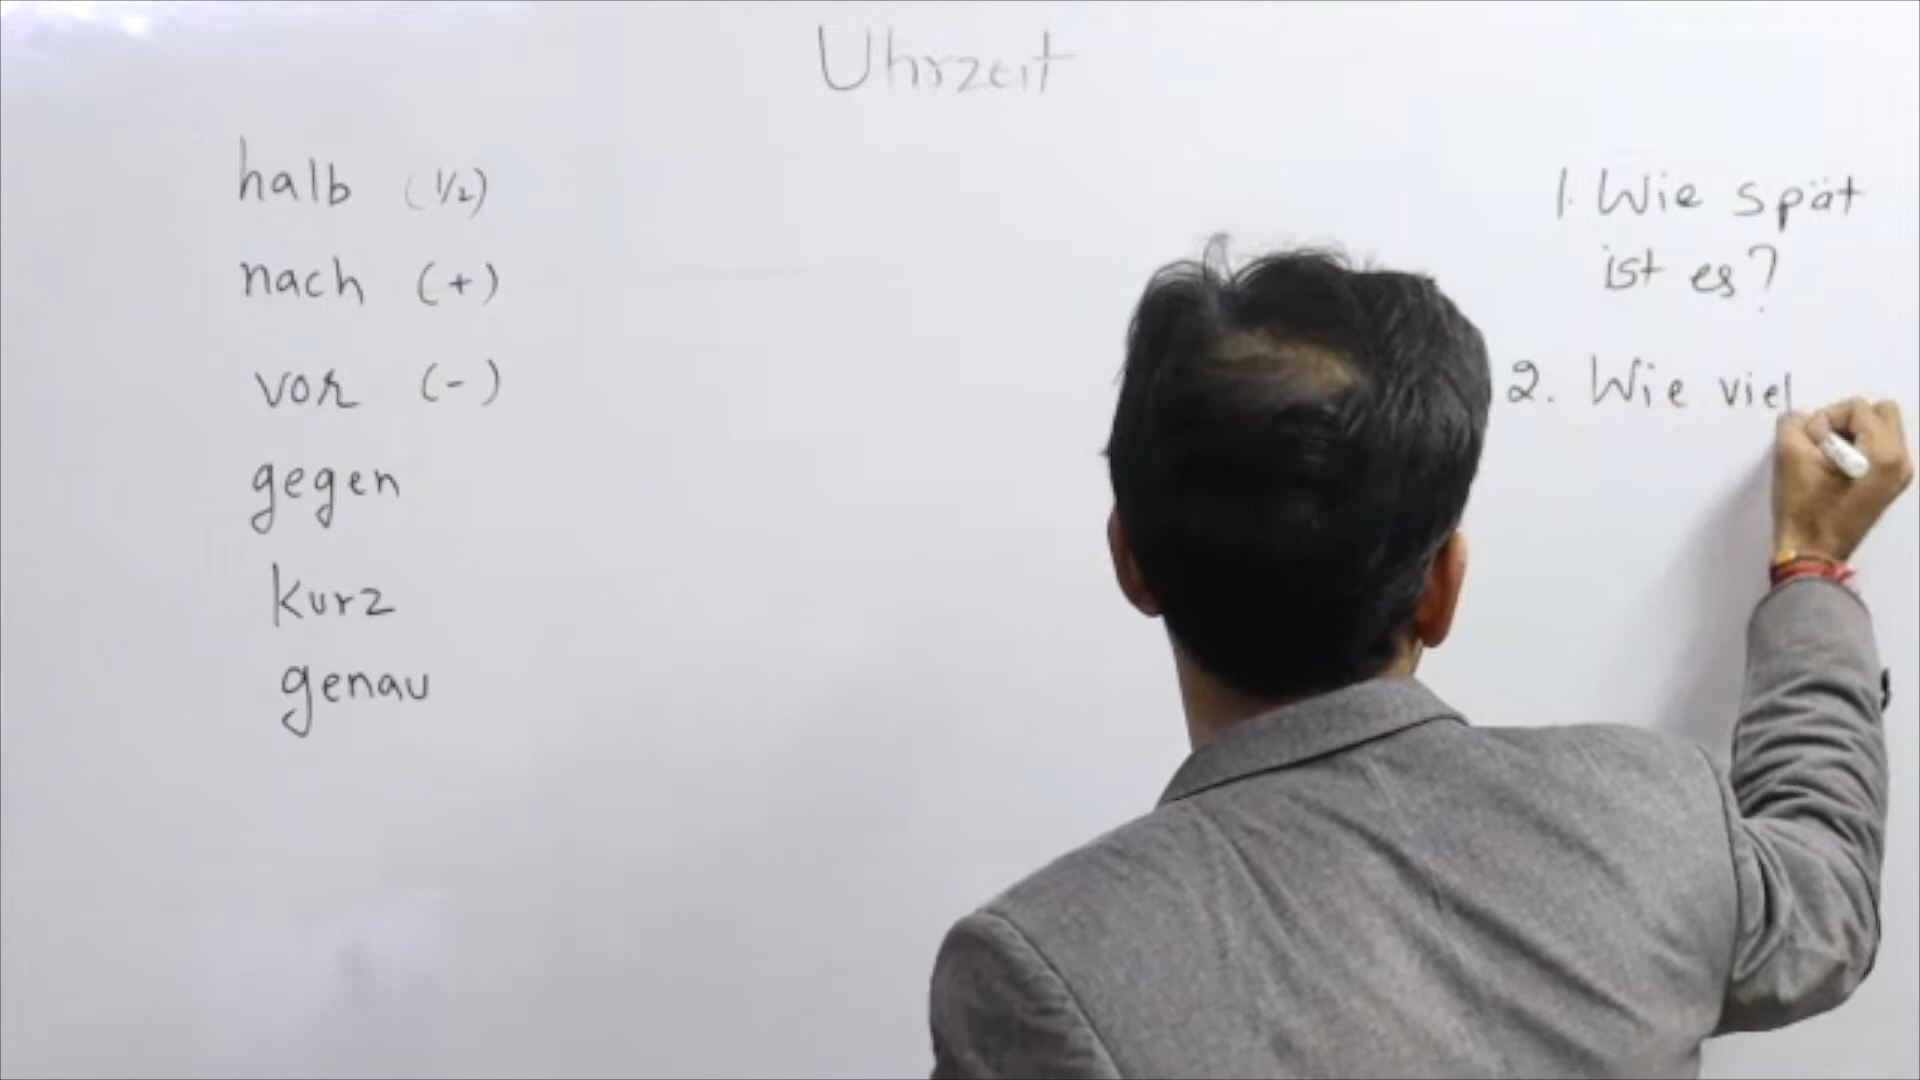 Uhrzeit
halb (1/2)
nach (+)
vor (-)
gegen
kurz
genau
1. Wie spät
ist es?
2. Wie viel